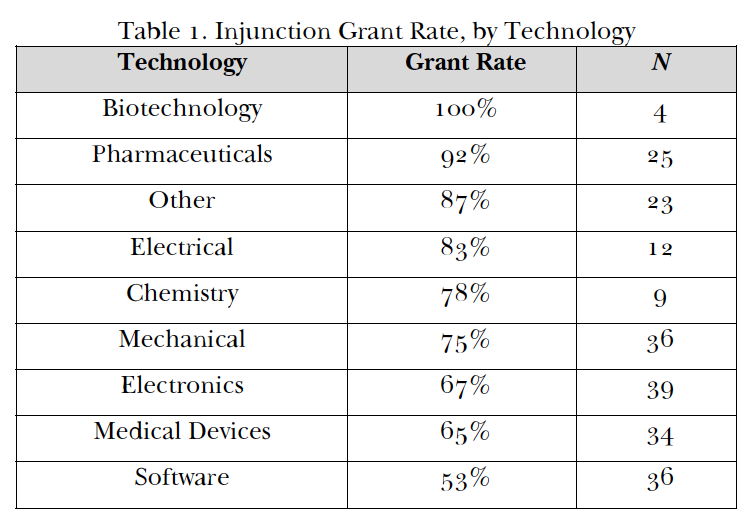 Table 1. Injunction Grant Rate, by Technology
Technology Grant Rate N
Biotechnology 100% 4
Pharmaceuticals 92% 25
Other 87% 23
Electrical 83% 12
Chemistry 78% 9
Mechanical 75% 36
Electronics 67% 39
Medical Devices 65% 34
Software 53% 36